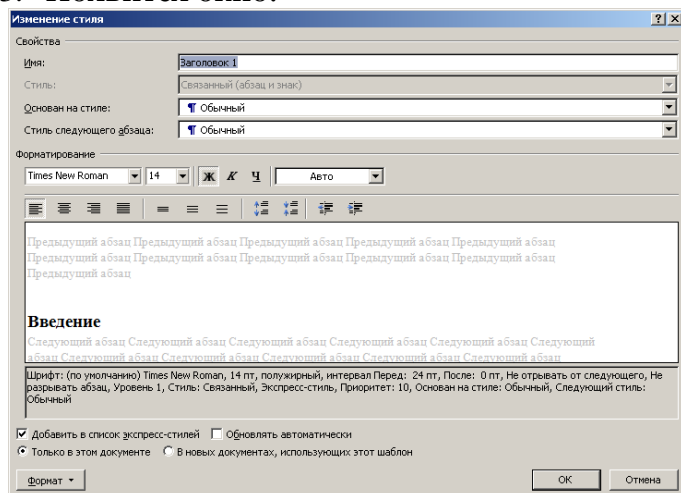 Изменение стиля
Свойства
Имя: Заголовок 1
Стиль: Связанный (абзац и знак)
Основан на стиле: ¶ Обычный
Стиль следующего абзаца: ¶ Обычный
Форматирование
Times New Roman 14 Ж К Ч Авто
Предыдущий абзац Предыдущий абзац Предыдущий абзац Предыдущий абзац Предыдущий абзац
Предыдущий абзац Предыдущий абзац Предыдущий абзац Предыдущий абзац Предыдущий абзац
Предыдущий абзац
Введение
Следующий абзац Следующий абзац Следующий абзац Следующий абзац Следующий абзац Следующий
абзац Следующий абзац Следующий абзац Следующий абзац Следующий абзац Следующий абзац
Шрифт: (по умолчанию) Times New Roman, 14 пт, полужирный, интервал Перед: 24 пт, После: 0 пт, Не отрывать от следующего, Не
разрывать абзац, Уровень 1, Стиль: Связанный, Экспресс-стиль, Приоритет: 10, Основан на стиле: Обычный, Следующий стиль:
Обычный
Добавить в список экспресс-стилей Обновлять автоматически
Только в этом документе В новых документах, использующих этот шаблон
Формат OK Отмена